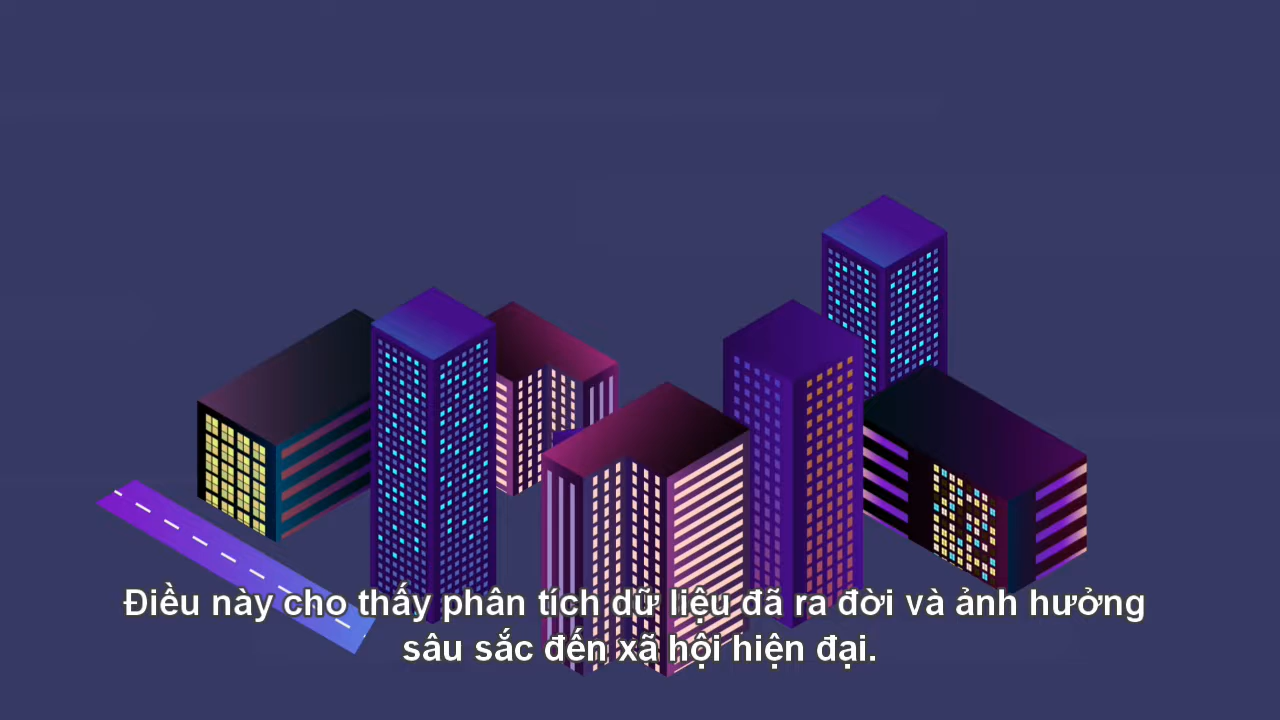 Điều này cho thấy phân tích dữ liệu đã ra đời và ảnh hưởng
sâu sắc đến xã hội hiện đại.